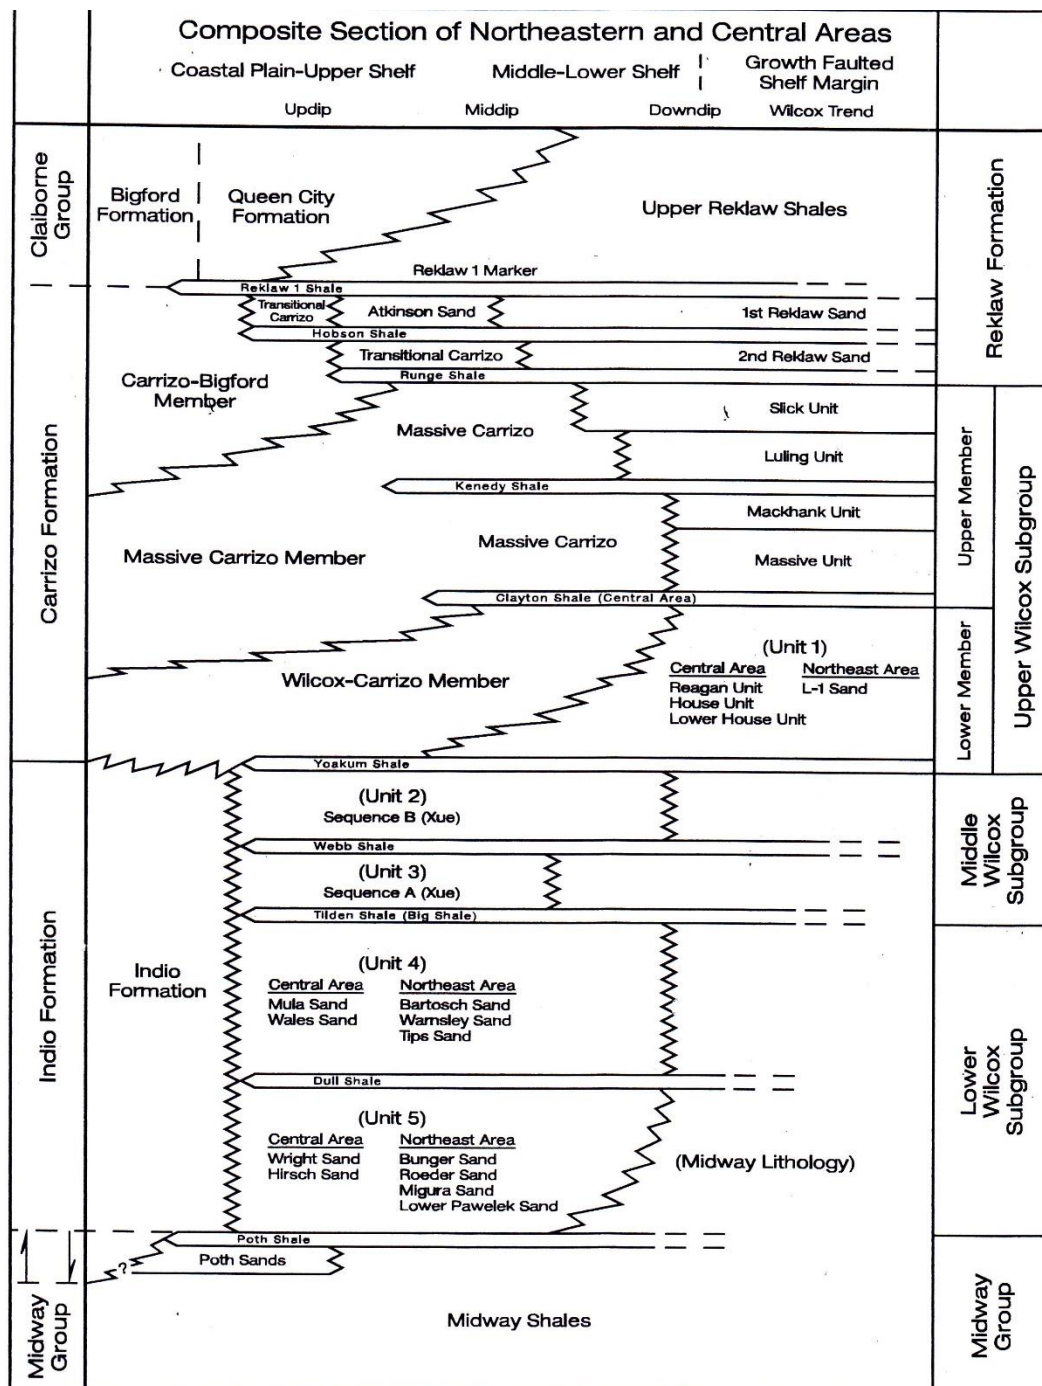 Composite Section of Northeastern and Central Areas
Coastal Plain-Upper Shelf
Middle-Lower Shelf
Growth Faulted
Shelf Margin
Updip
Middip
Downdip
Wilcox Trend
Claiborne
Group
Bigford
Formation
Queen City
Formation
Upper Reklaw Shales
Reklaw Formation
Reklaw 1 Marker
Reklaw 1 Shale
Transitional
Carrizo
Atkinson Sand
1st Reklaw Sand
Hobson Shale
Transitional Carrizo
2nd Reklaw Sand
Runge Shale
Carrizo Formation
Carrizo-Bigford
Member
Massive Carrizo
Slick Unit
Luling Unit
Kenedy Shale
Upper Member
Upper Wilcox Subgroup
Massive Carrizo Member
Massive Carrizo
Mackhank Unit
Massive Unit
Clayton Shale (Central Area)
Wilcox-Carrizo Member
(Unit 1)
Central Area Northeast Area
Reagan Unit L-1 Sand
House Unit
Lower House Unit
Lower Member
Yoakum Shale
Indio Formation
Indio
Formation
(Unit 2)
Sequence B (Xue)
Webb Shale
(Unit 3)
Sequence A (Xue)
Tilden Shale (Big Shale)
Middle
Wilcox
Subgroup
(Unit 4)
Central Area Northeast Area
Mula Sand Bartosch Sand
Wales Sand Warnsley Sand
Tips Sand
Dull Shale
Lower
Wilcox
Subgroup
(Unit 5)
Central Area Northeast Area
Wright Sand Bunger Sand
Hirsch Sand Roeder Sand
Migura Sand
Lower Pawelek Sand
(Midway Lithology)
Poth Shale
?
Poth Sands
Midway
Group
Midway Shales
Midway
Group